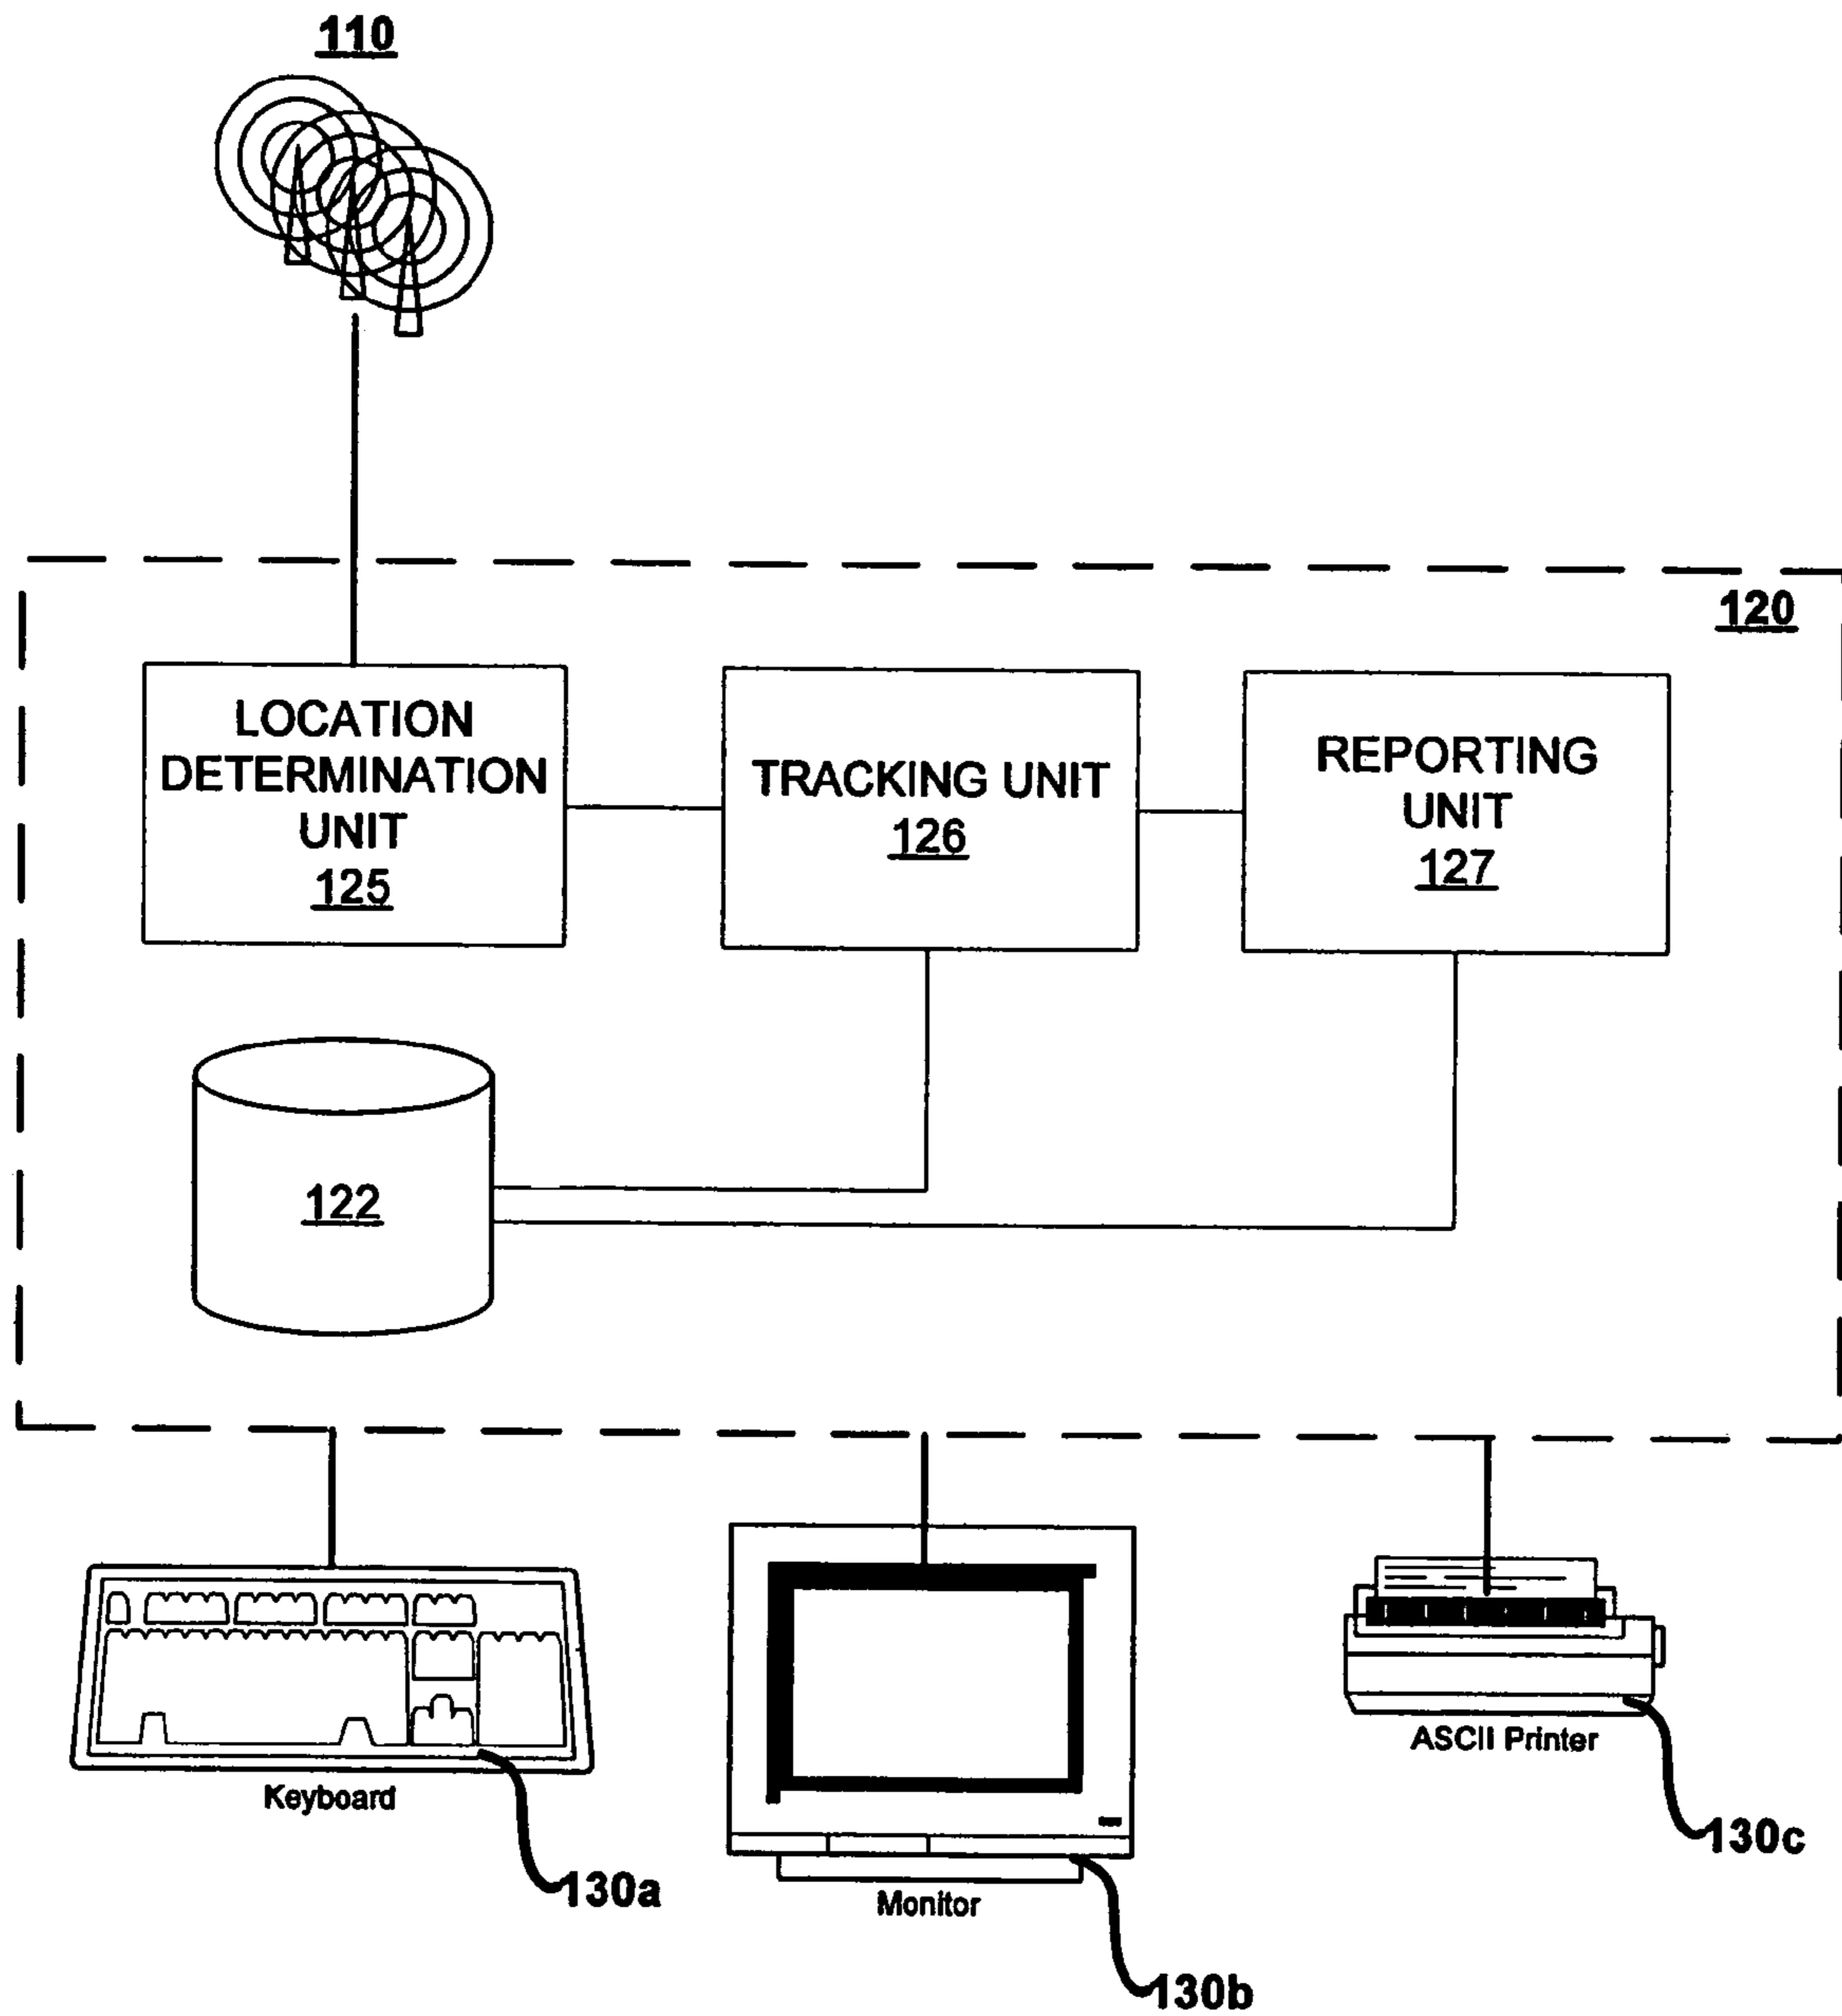 110
120
LOCATION
DETERMINATION
UNIT
125
TRACKING UNIT
126
REPORTING
UNIT
127
122
Keyboard
130a
Monitor
130b
ASCII Printer
130c